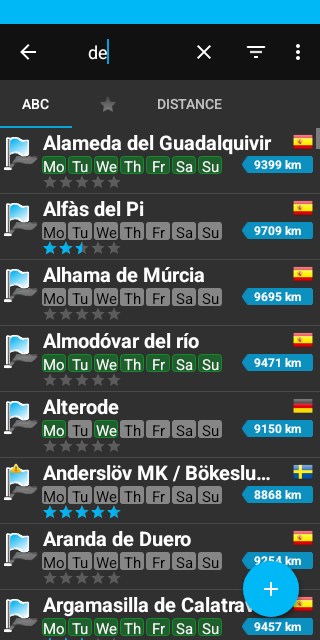 de
ABC
DISTANCE
Alameda del Guadalquivir
Mo Tu We Th Fr Sa Su
9399 km
Alfàs del Pi
Mo Tu We Th Fr Sa Su
9709 km
Alhama de Múrcia
Mo Tu We Th Fr Sa Su
9695 km
Almodóvar del río
Mo Tu We Th Fr Sa Su
9471 km
Alterode
Mo Tu We Th Fr Sa Su
9150 km
Anderslöv MK / Bökeslu...
Mo Tu We Th Fr Sa Su
8868 km
Aranda de Duero
Mo Tu We Th Fr Sa Su
9254 km
Argamasilla de Calatrav
Mo Tu We Th Fr Sa Su
9457 km